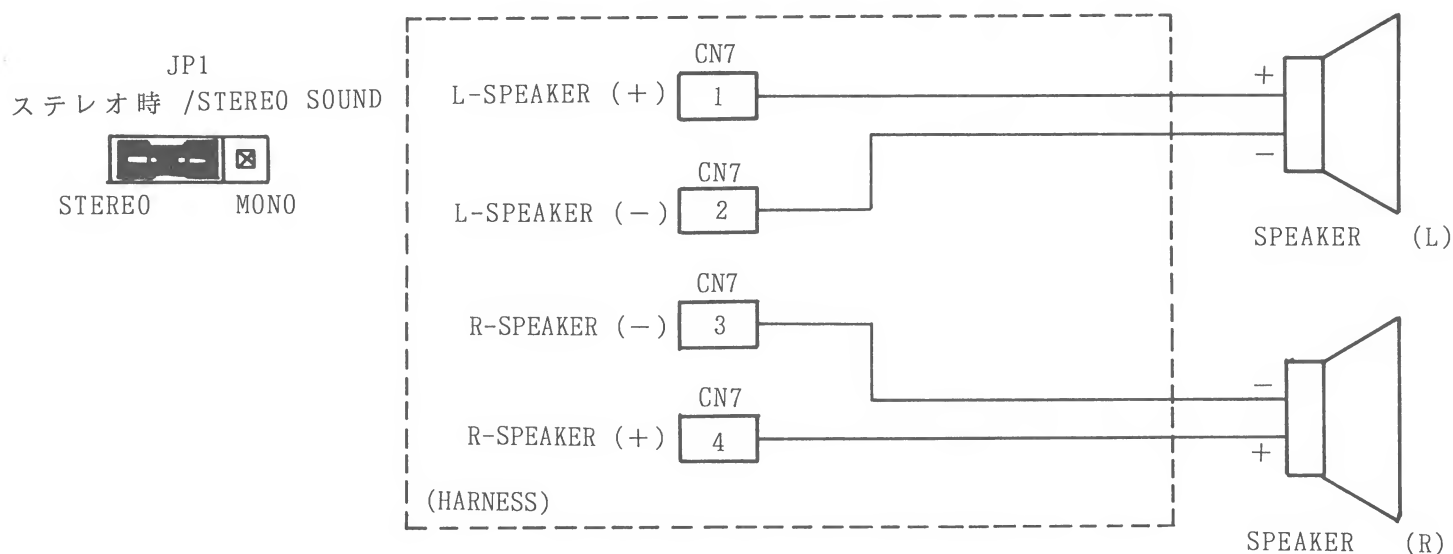 JP1
ステレオ時 /STEREO SOUND
STEREO MONO
CN7
L-SPEAKER (+) 1
CN7
L-SPEAKER (-) 2
CN7
R-SPEAKER (-) 3
CN7
R-SPEAKER (+) 4
(HARNESS)
+
-
SPEAKER (L)
-
+
SPEAKER (R)